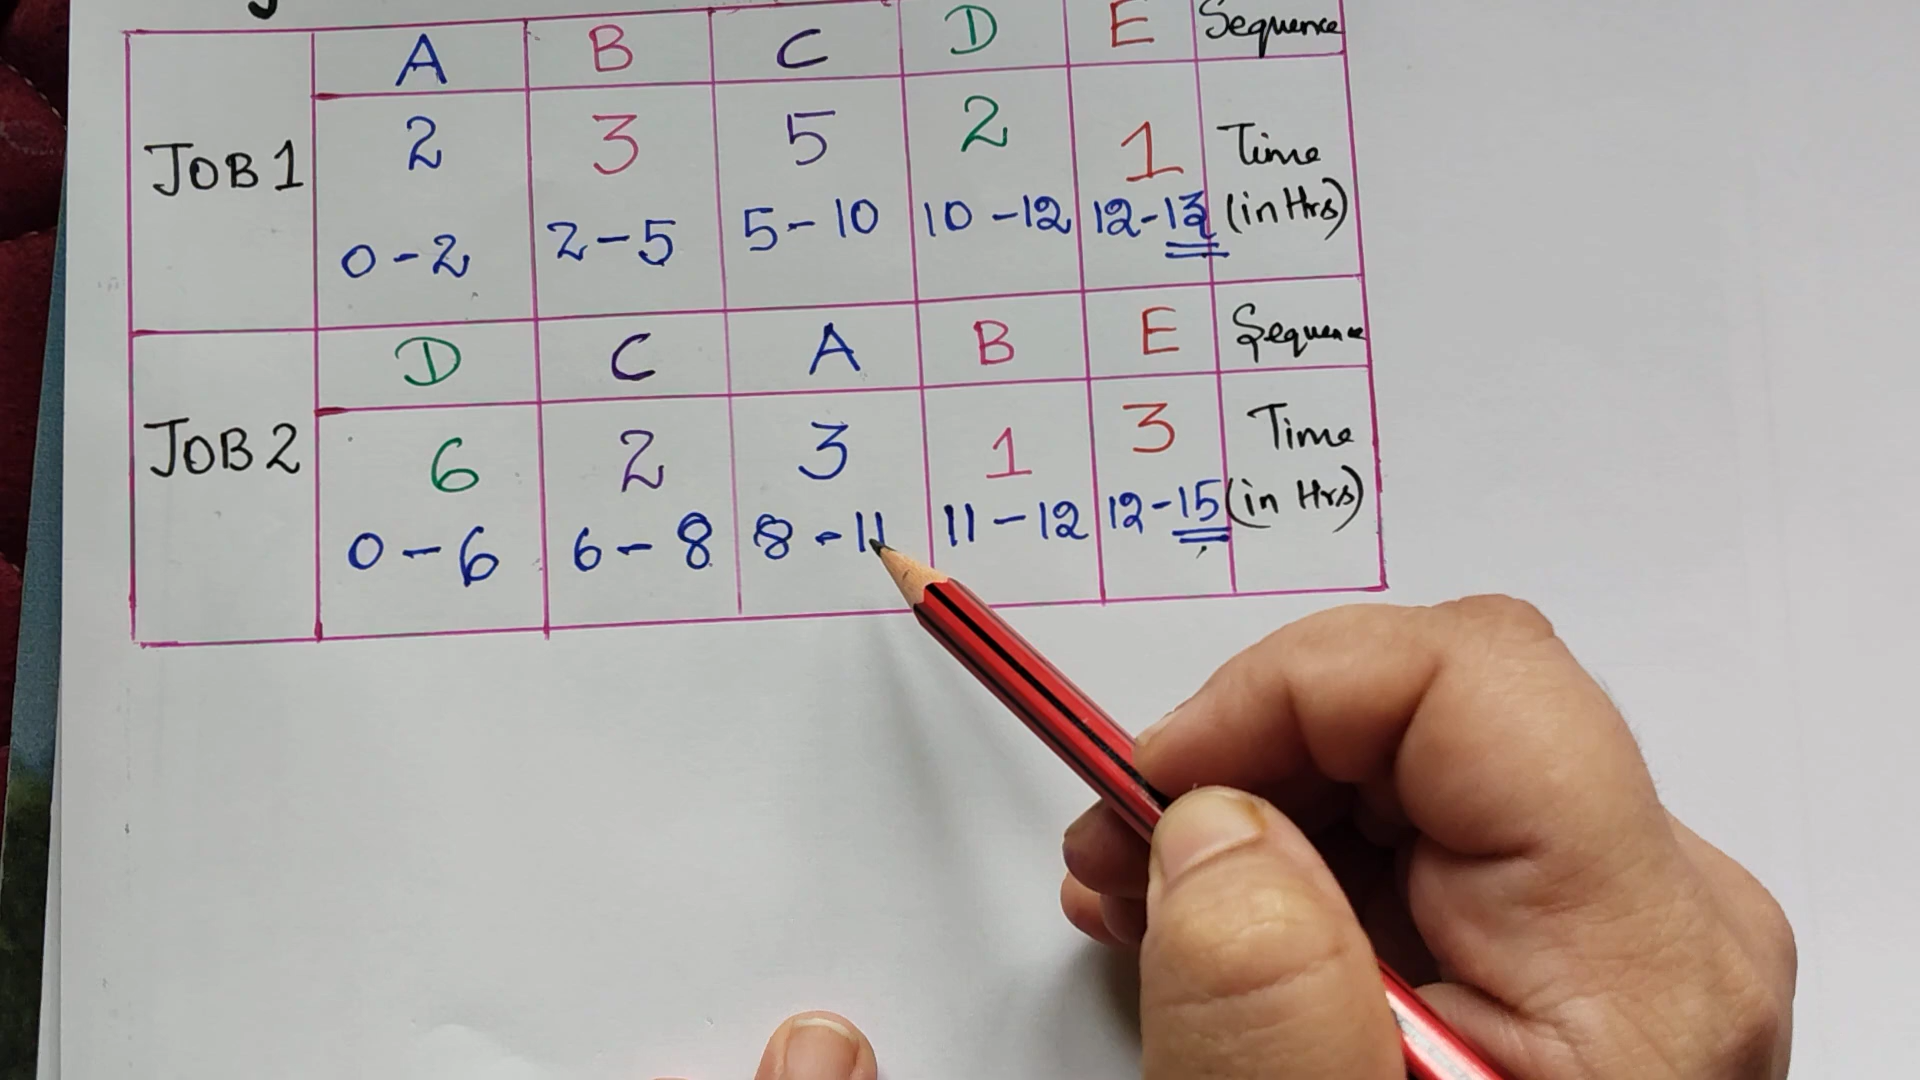 A B C D E Sequence
JOB 1 2 3 5 2 1 Time
0-2 2-5 5-10 10-12 12-13 (in Hrs)
D C A B E Sequence
JOB 2 6 2 3 1 3 Time
0-6 6-8 8-11 11-12 12-15 (in Hrs)